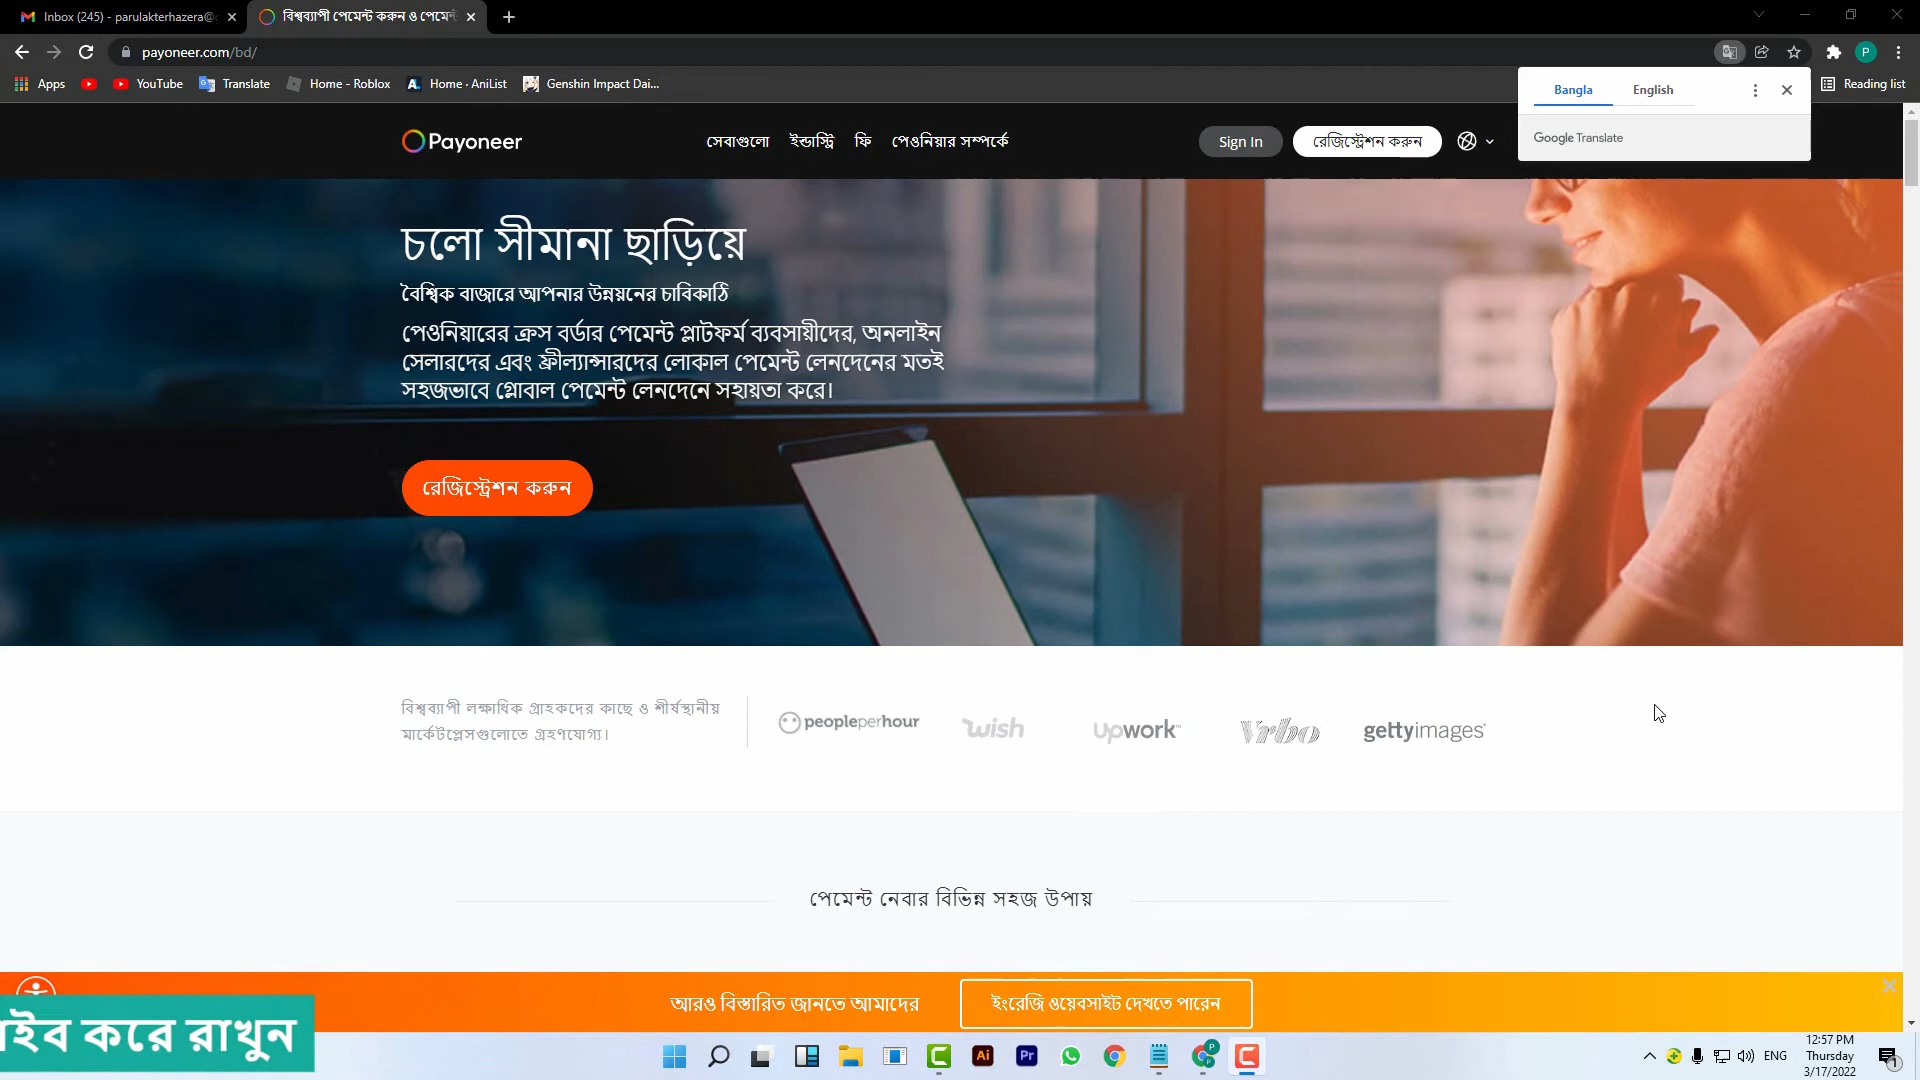 Inbox (245) - parulakterhazera@
বিশ্বব্যাপী পেমেন্ট করুন ও পেমেন্ট
payoneer.com/bd/
Apps
YouTube
Translate
Home - Roblox
Home · AniList
Genshin Impact Dai...
Reading list
Bangla
English
Google Translate
Payoneer
সেবাগুলো
ইন্ডাস্ট্রি
ফি
পেওনিয়ার সম্পর্কে
Sign In
রেজিস্ট্রেশন করুন
চলো সীমানা ছাড়িয়ে
বৈশ্বিক বাজারে আপনার উন্নয়নের চাবিকাঠি
পেওনিয়ারের ক্রস বর্ডার পেমেন্ট প্লাটফর্ম ব্যবসায়ীদের, অনলাইন
সেলারদের এবং ফ্রীল্যান্সারদের লোকাল পেমেন্ট লেনদেনের মতই
সহজভাবে গ্লোবাল পেমেন্ট লেনদেনে সহায়তা করে।
রেজিস্ট্রেশন করুন
বিশ্বব্যাপী লক্ষাধিক গ্রাহকদের কাছে ও শীর্ষস্থানীয়
মার্কেটপ্লেসগুলোতে গ্রহণযোগ্য।
peopleperhour
wish
Upwork
Vrbo
gettyimages
পেমেন্ট নেবার বিভিন্ন সহজ উপায়
আরও বিস্তারিত জানতে আমাদের
ইংরেজি ওয়েবসাইট দেখতে পারেন
করে রাখুন
Ai
Pr
ENG
12:57 PM
Thursday
3/17/2022